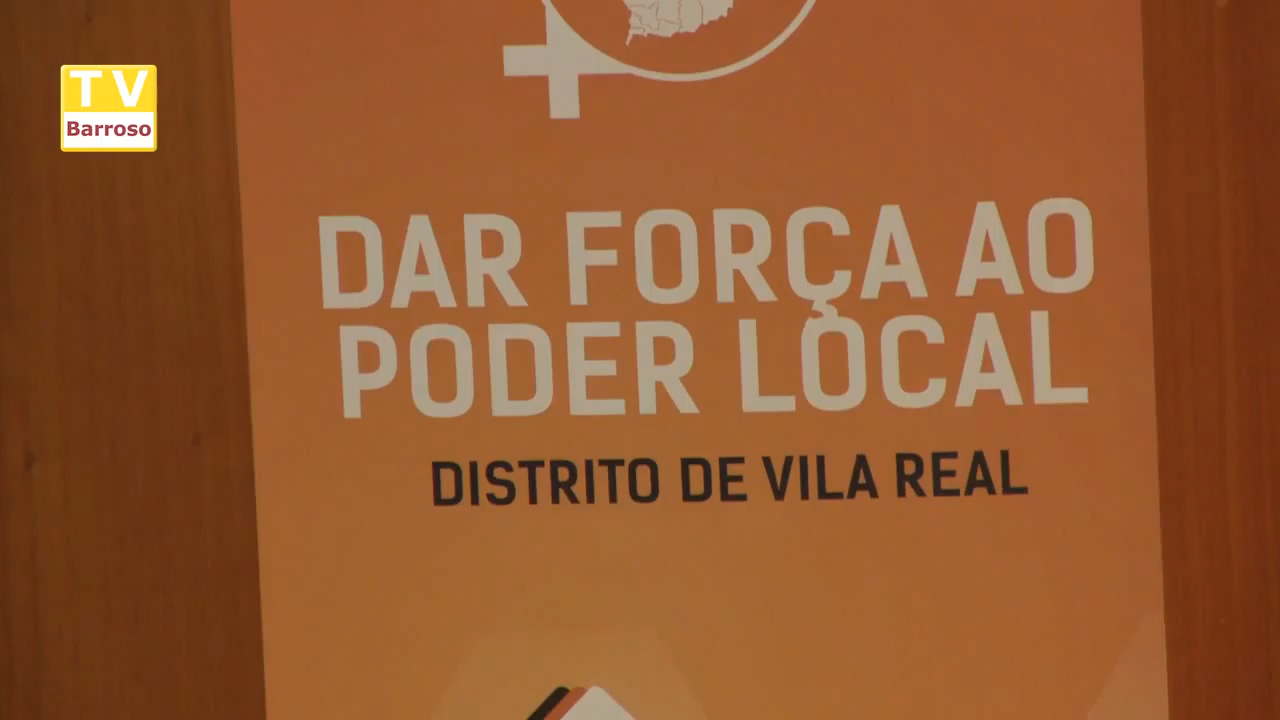 TV
Barroso
DAR FORÇA AO
PODER LOCAL
DISTRITO DE VILA REAL